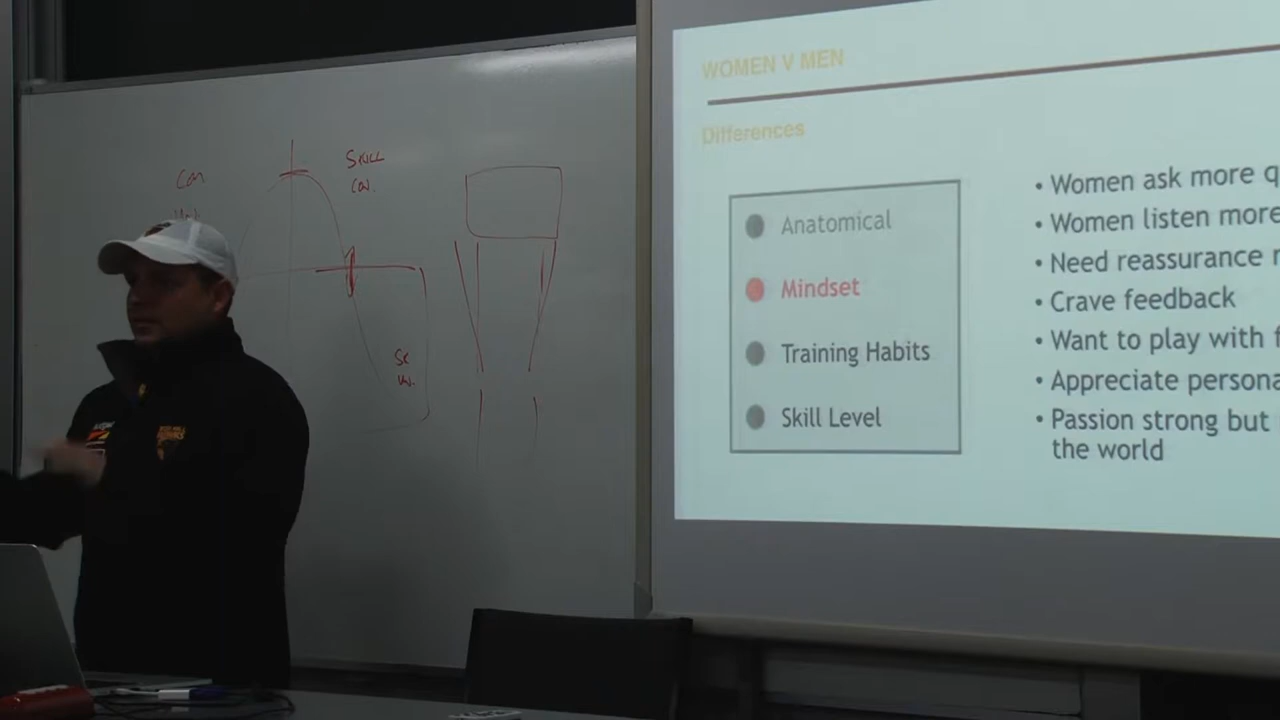 SKILL
WOMEN V MEN
Differences
Anatomical
Mindset
Training Habits
Skill Level
• Women ask more q
• Women listen more
• Need reassurance
• Crave feedback
• Want to play with f
• Appreciate persona
• Passion strong but
the world